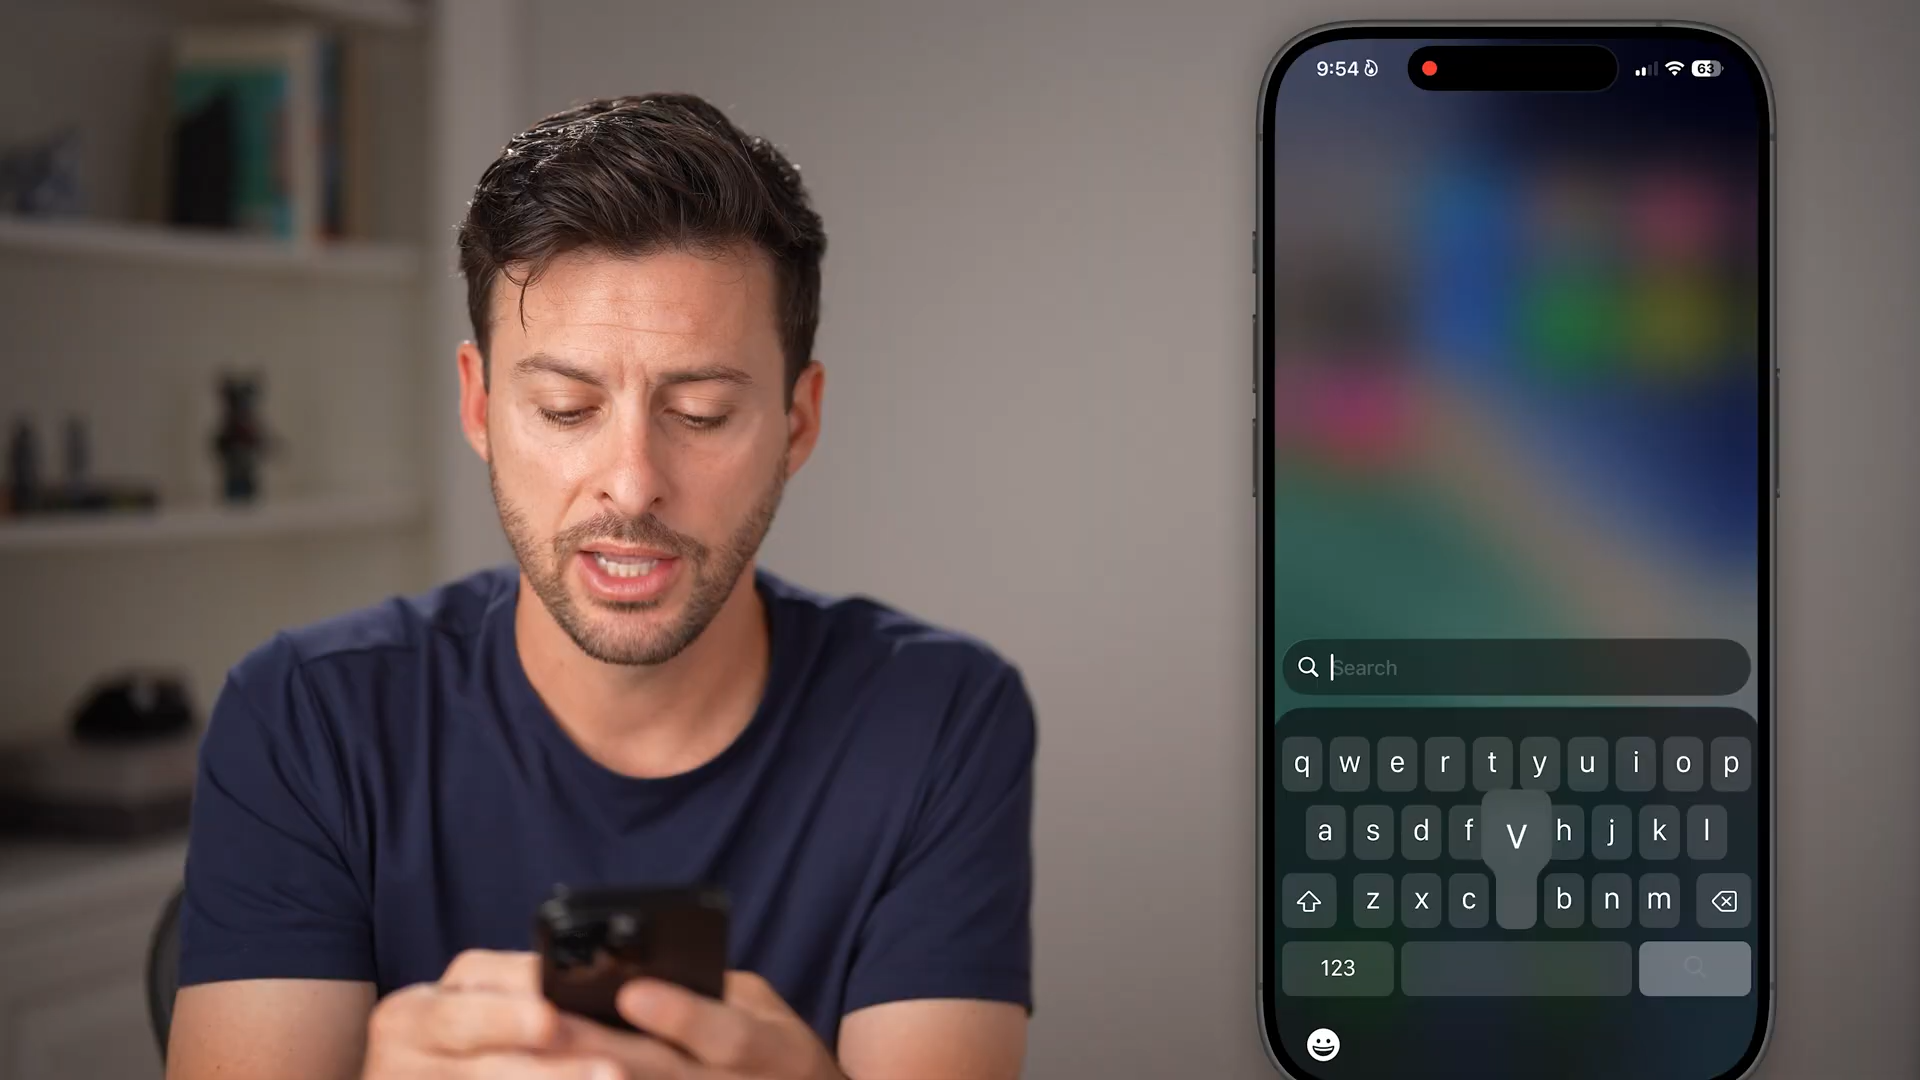 9:54
63
Search
q w e r t y u i o p
a s d f v h j k l
z x c b n m
123